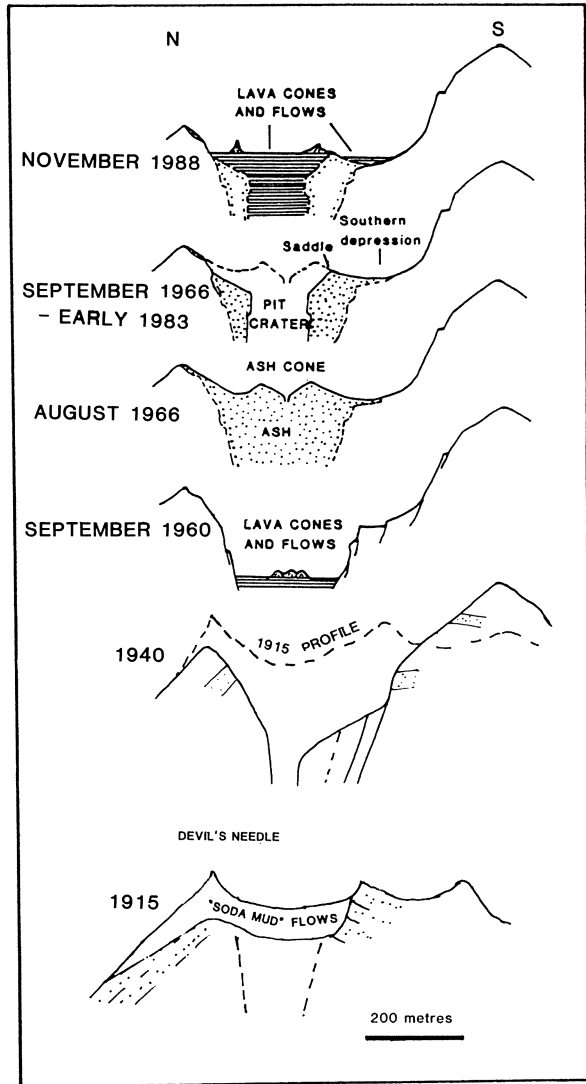 N
S
LAVA CONES
AND FLOWS
NOVEMBER 1988
Southern
Saddle depression
SEPTEMBER 1966
– EARLY 1983
PIT
CRATER
ASH CONE
AUGUST 1966
ASH
SEPTEMBER 1960
LAVA CONES
AND FLOWS
1915 PROFILE
1940
DEVIL'S NEEDLE
1915
"SODA MUD" FLOWS
200 metres